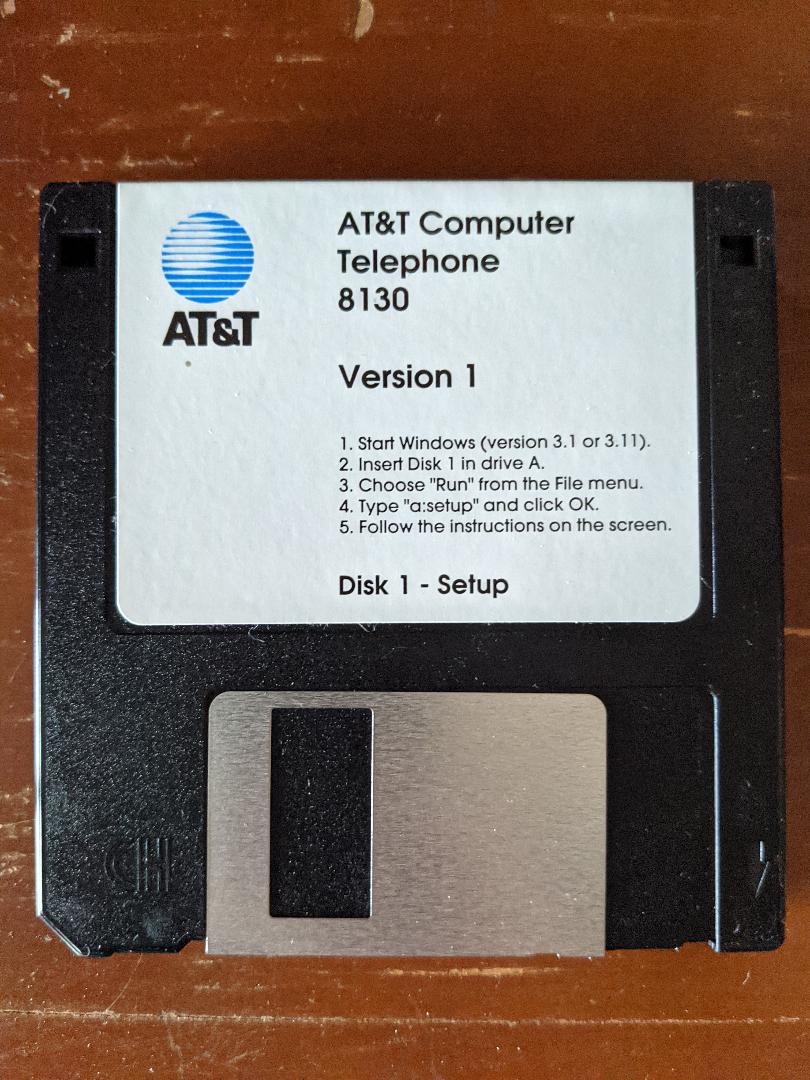 AT&T
AT&T Computer
Telephone
8130
Version 1
1. Start Windows (version 3.1 or 3.11).
2. Insert Disk 1 in drive A.
3. Choose "Run" from the File menu.
4. Type "a:setup" and click OK.
5. Follow the instructions on the screen.
Disk 1 - Setup
HD